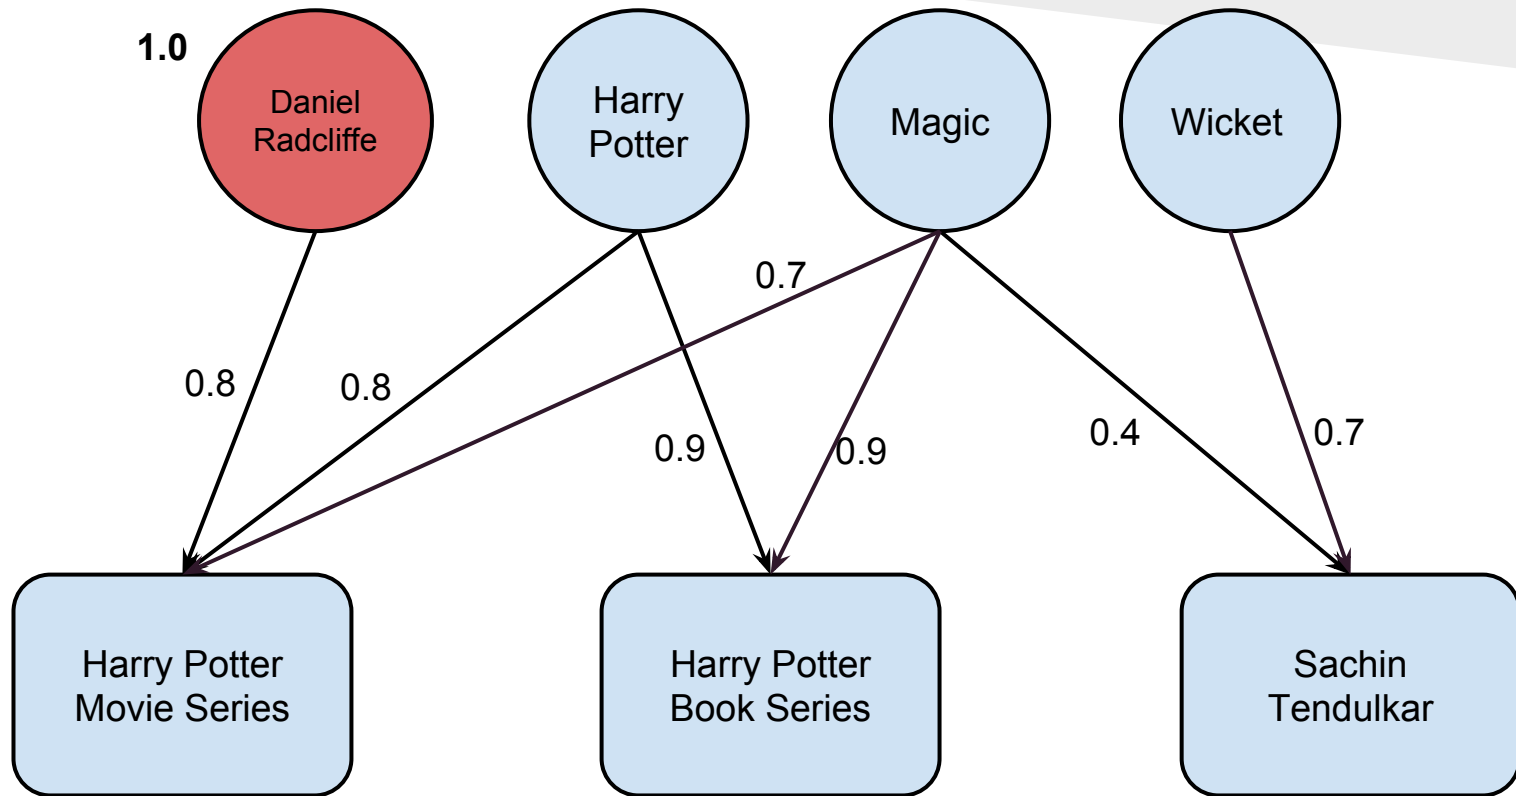 1.0
Daniel
Radcliffe
Harry
Potter
Magic
Wicket
0.7
0.8
0.8
0.9
0.9
0.4
0.7
Harry Potter
Movie Series
Harry Potter
Book Series
Sachin
Tendulkar